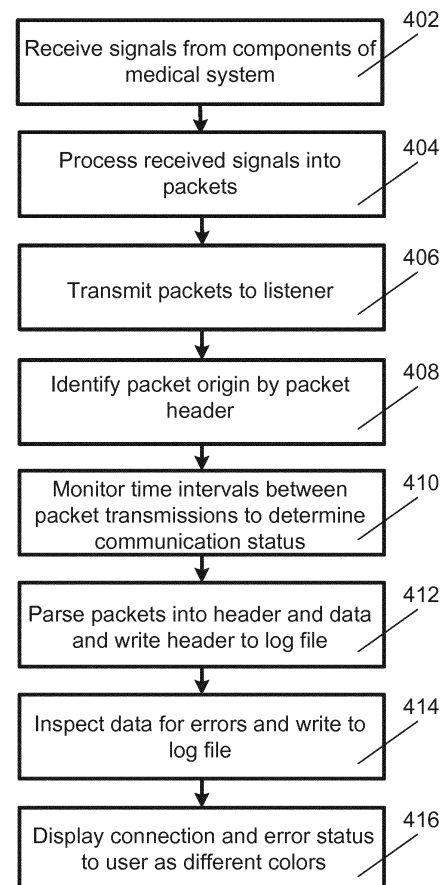 402
Receive signals from components of
medical system
404
Process received signals into
packets
406
Transmit packets to listener
408
Identify packet origin by packet
header
410
Monitor time intervals between
packet transmissions to determine
communication status
412
Parse packets into header and data
and write header to log file
414
Inspect data for errors and write to
log file
416
Display connection and error status
to user as different colors